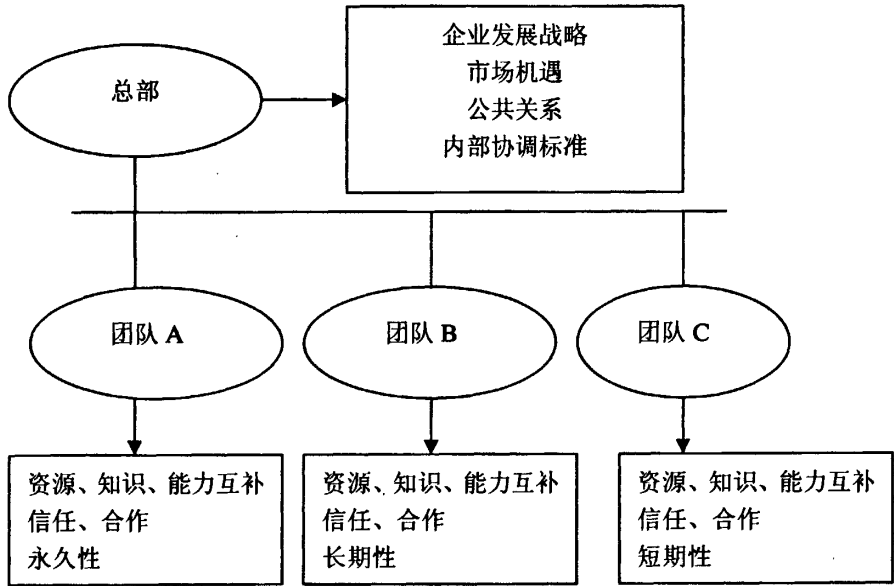 总部
企业发展战略
市场机遇
公共关系
内部协调标准
团队 A
团队 B
团队 C
资源、知识、能力互补
信任、合作
永久性
资源、知识、能力互补
信任、合作
长期性
资源、知识、能力互补
信任、合作
短期性